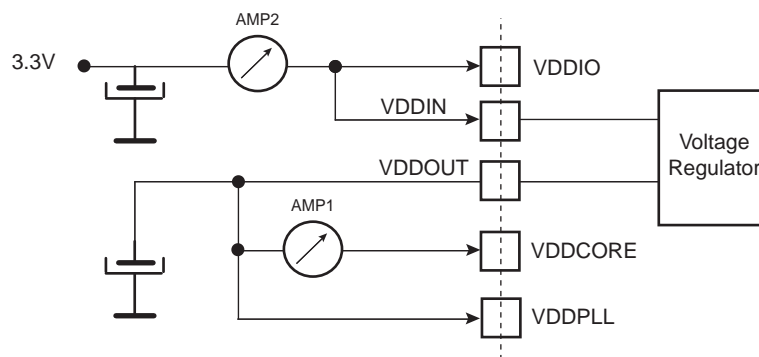 AMP2
3.3V
VDDIO
VDDIN
Voltage
Regulator
VDDOUT
AMP1
VDDCORE
VDDPLL